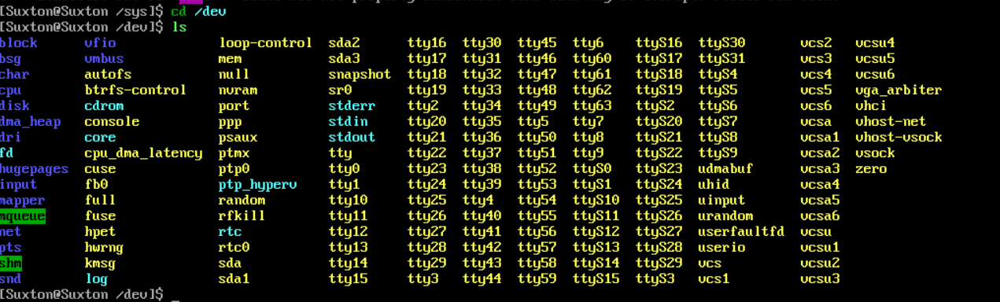 [Suxton@Suxton /sys]$ cd /dev
[Suxton@Suxton /dev]$ ls
block vfio loop-control sda2 tty16 tty30 tty45 tty6 ttyS16 ttyS30 vcs2 vcsu4
bsg vmbus mem sda3 tty17 tty31 tty46 tty60 ttyS17 ttyS31 vcs3 vcsu5
char autofs null snapshot tty18 tty32 tty47 tty61 ttyS18 ttyS4 vcs4 vcsu6
cpu btrfs-control nvram sr0 tty19 tty33 tty48 tty62 ttyS19 ttyS5 vcs5 vga_arbiter
disk cdrom port stderr tty2 tty34 tty49 tty63 ttyS2 ttyS6 vcs6 vhci
dma_heap console ppp stdin tty20 tty35 tty5 tty7 ttyS20 ttyS7 vcsa vhost-net
dri core psaux stdout tty21 tty36 tty50 tty8 ttyS21 ttyS8 vcsa1 vhost-vsock
fd cpu_dma_latency ptmx tty tty22 tty37 tty51 tty9 ttyS22 ttyS9 vcsa2 vsock
hugepages cuse ptp0 tty0 tty23 tty38 tty52 ttyS0 ttyS23 udmabuf vcsa3 zero
input fb0 ptp_hyperv tty1 tty24 tty39 tty53 ttyS1 ttyS24 uhid vcsa4
mapper full random tty10 tty25 tty4 tty54 ttyS10 ttyS25 uinput vcsa5
mqueue fuse rfkill tty11 tty26 tty40 tty55 ttyS11 ttyS26 urandom vcsa6
net hpet rtc tty12 tty27 tty41 tty56 ttyS12 ttyS27 userfaultfd vcsu
pts hwrng rtc0 tty13 tty28 tty42 tty57 ttyS13 ttyS28 userio vcsu1
shm kmsg sda tty14 tty29 tty43 tty58 ttyS14 ttyS29 vcs vcsu2
snd log sda1 tty15 tty3 tty44 tty59 ttyS15 ttyS3 vcs1 vcsu3
[Suxton@Suxton /dev]$ _